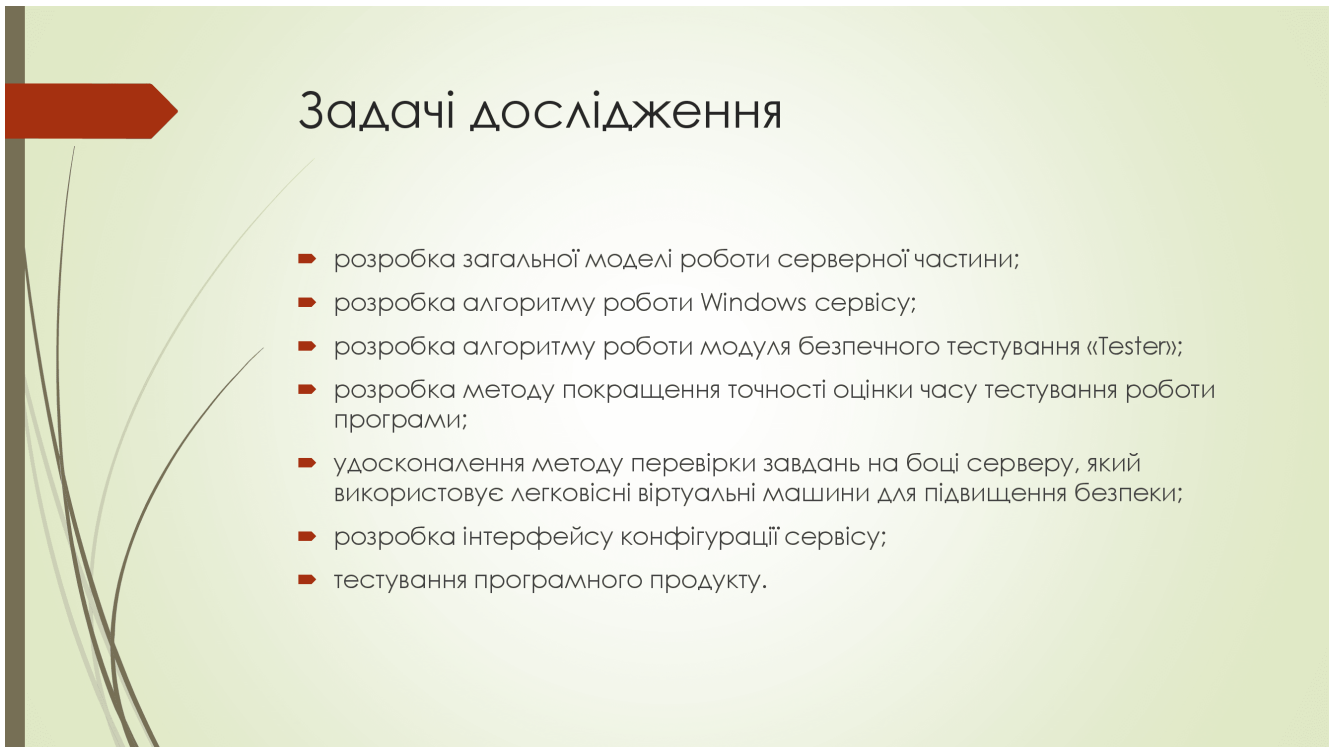 Задачі дослідження
розробка загальної моделі роботи серверної частини;
розробка алгоритму роботи Windows сервісу;
розробка алгоритму роботи модуля безпечного тестування «Tester»;
розробка методу покращення точності оцінки часу тестування роботи
програми;
удосконалення методу перевірки завдань на боці серверу, який
використовує легковісні віртуальні машини для підвищення безпеки;
розробка інтерфейсу конфігурації сервісу;
тестування програмного продукту.